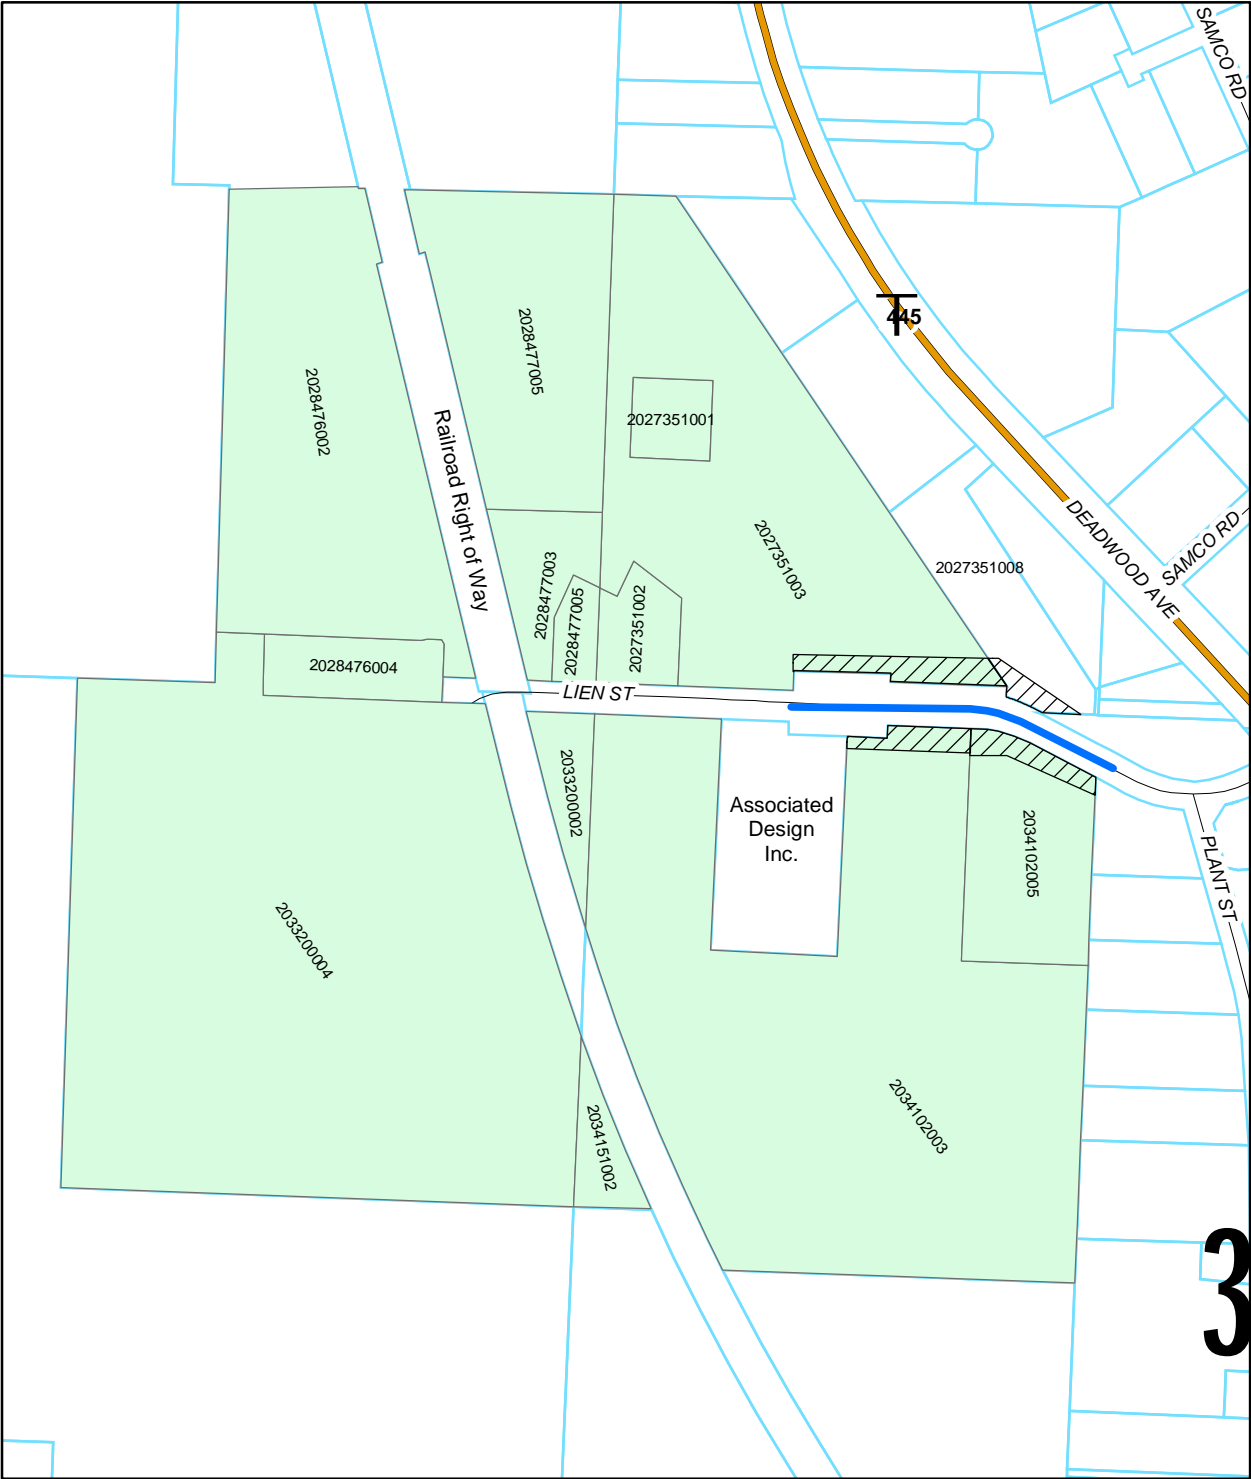 SAMCO RD
445
2028477005
2028476002
2027351001
Railroad Right of Way
DEADWOOD AVE
SAMCO RD
2027351003
2027351008
2028477003
2028477005
2027351002
2028476004
LIEN ST
2033200002
Associated
Design
Inc.
2034102005
PLANT ST
2033200004
2034102003
2034151002
3